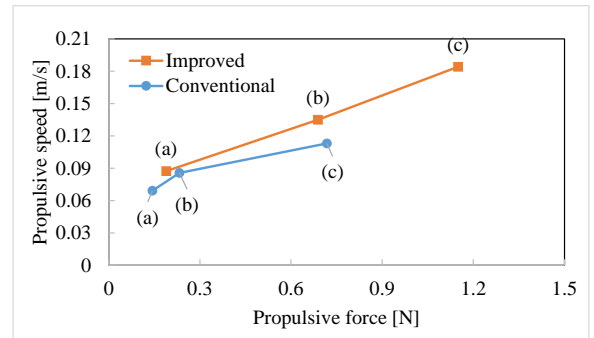 0.21
0.18
0.15
0.12
0.09
0.06
0.03
0
Propulsive speed [m/s]
Improved
Conventional
(a)
(b)
(c)
(a)
(b)
(c)
0
0.3
0.6
0.9
1.2
1.5
Propulsive force [N]